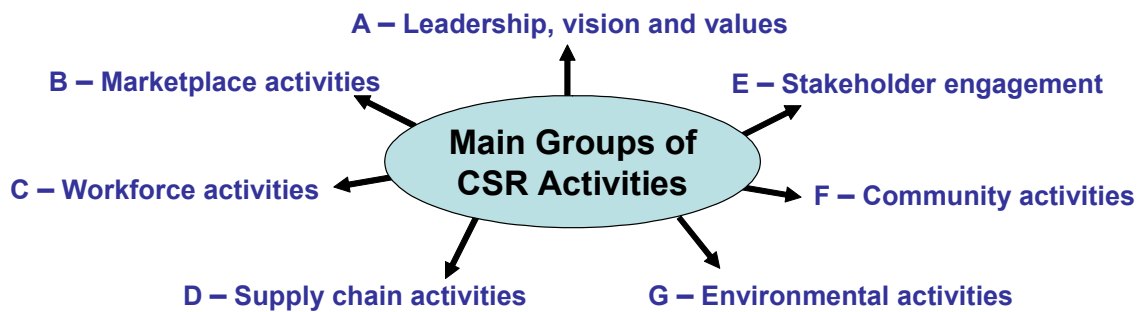 A – Leadership, vision and values
B – Marketplace activities
E – Stakeholder engagement
Main Groups of
CSR Activities
C – Workforce activities
F – Community activities
D – Supply chain activities
G – Environmental activities